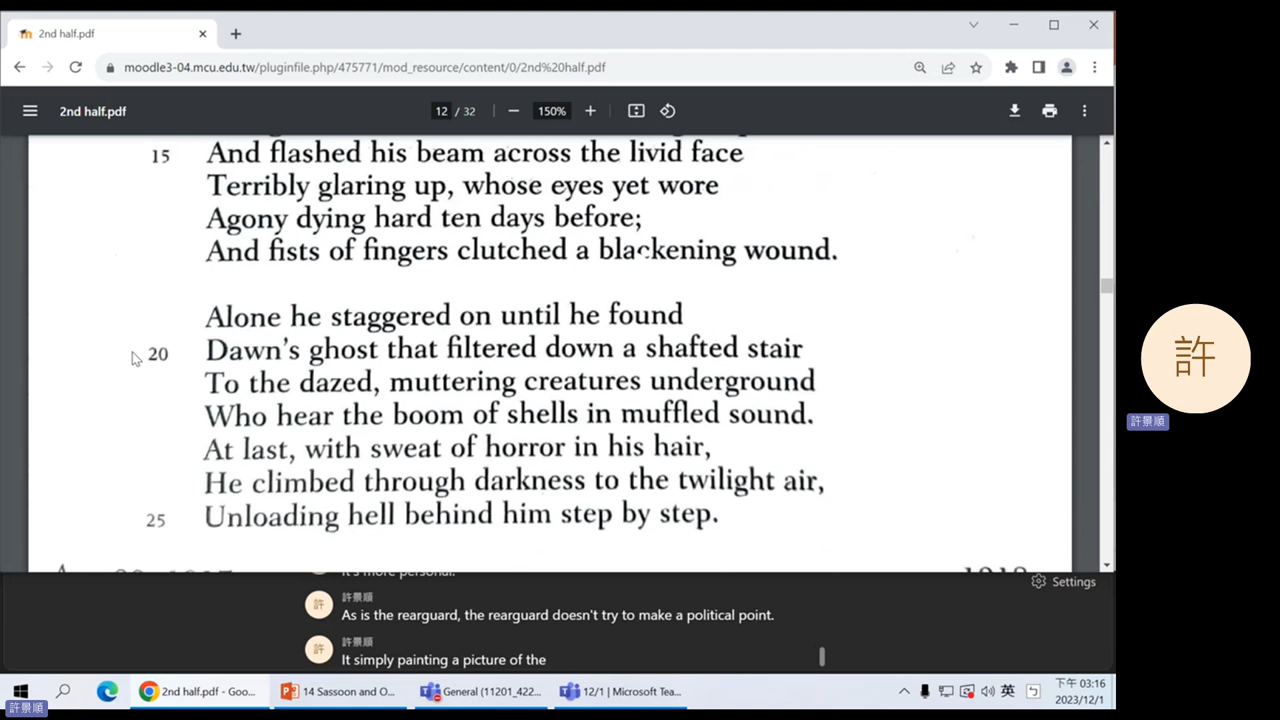 2nd half.pdf
moodle3-04.mcu.edu.tw/pluginfile.php/475771/mod_resource/content/0/2nd%20half.pdf
2nd half.pdf
12 / 32
150%
15 And flashed his beam across the livid face
Terribly glaring up, whose eyes yet wore
Agony dying hard ten days before;
And fists of fingers clutched a blackening wound.
Alone he staggered on until he found
20 Dawn's ghost that filtered down a shafted stair
To the dazed, muttering creatures underground
Who hear the boom of shells in muffled sound.
At last, with sweat of horror in his hair,
He climbed through darkness to the twilight air,
25 Unloading hell behind him step by step.
It's more personal.
Settings
許 許景順
As is the rearguard, the rearguard doesn't try to make a political point.
許 許景順
It simply painting a picture of the
許
許景順
2nd half.pdf - Goo...
14 Sassoon and O...
General (11201_422...
12/1 | Microsoft Tea...
英
下午 03:16
2023/12/1
許景順